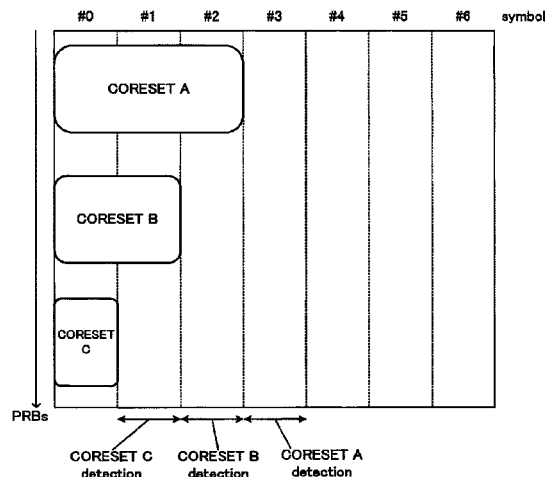 #0 #1 #2 #3 #4 #5 #6 symbol
CORESET A
CORESET B
CORESET
C
PRBs
CORESET C
detection
CORESET B
detection
CORESET A
detection